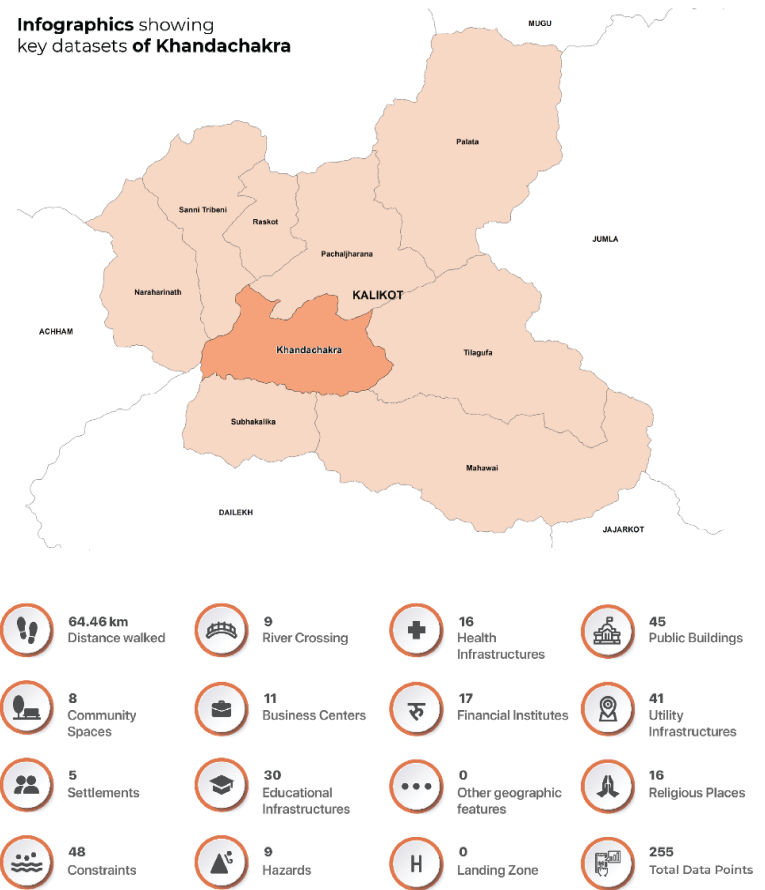 Infographics showing
key datasets of Khandachakra
MUGU
Palata
Sanni Tribeni
Raskot
JUMLA
Pachaljharana
Naraharinath
KALIKOT
ACHHAM
Khandachakra
Tilagufa
Subhakalika
Mahawai
DAILEKH
JAJARKOT
64.46 km
Distance walked
9
River Crossing
16
Health
Infrastructures
45
Public Buildings
8
Community
Spaces
11
Business Centers
रु
17
Financial Institutes
41
Utility
Infrastructures
5
Settlements
30
Educational
Infrastructures
0
Other geographic
features
16
Religious Places
48
Constraints
9
Hazards
H
0
Landing Zone
255
Total Data Points